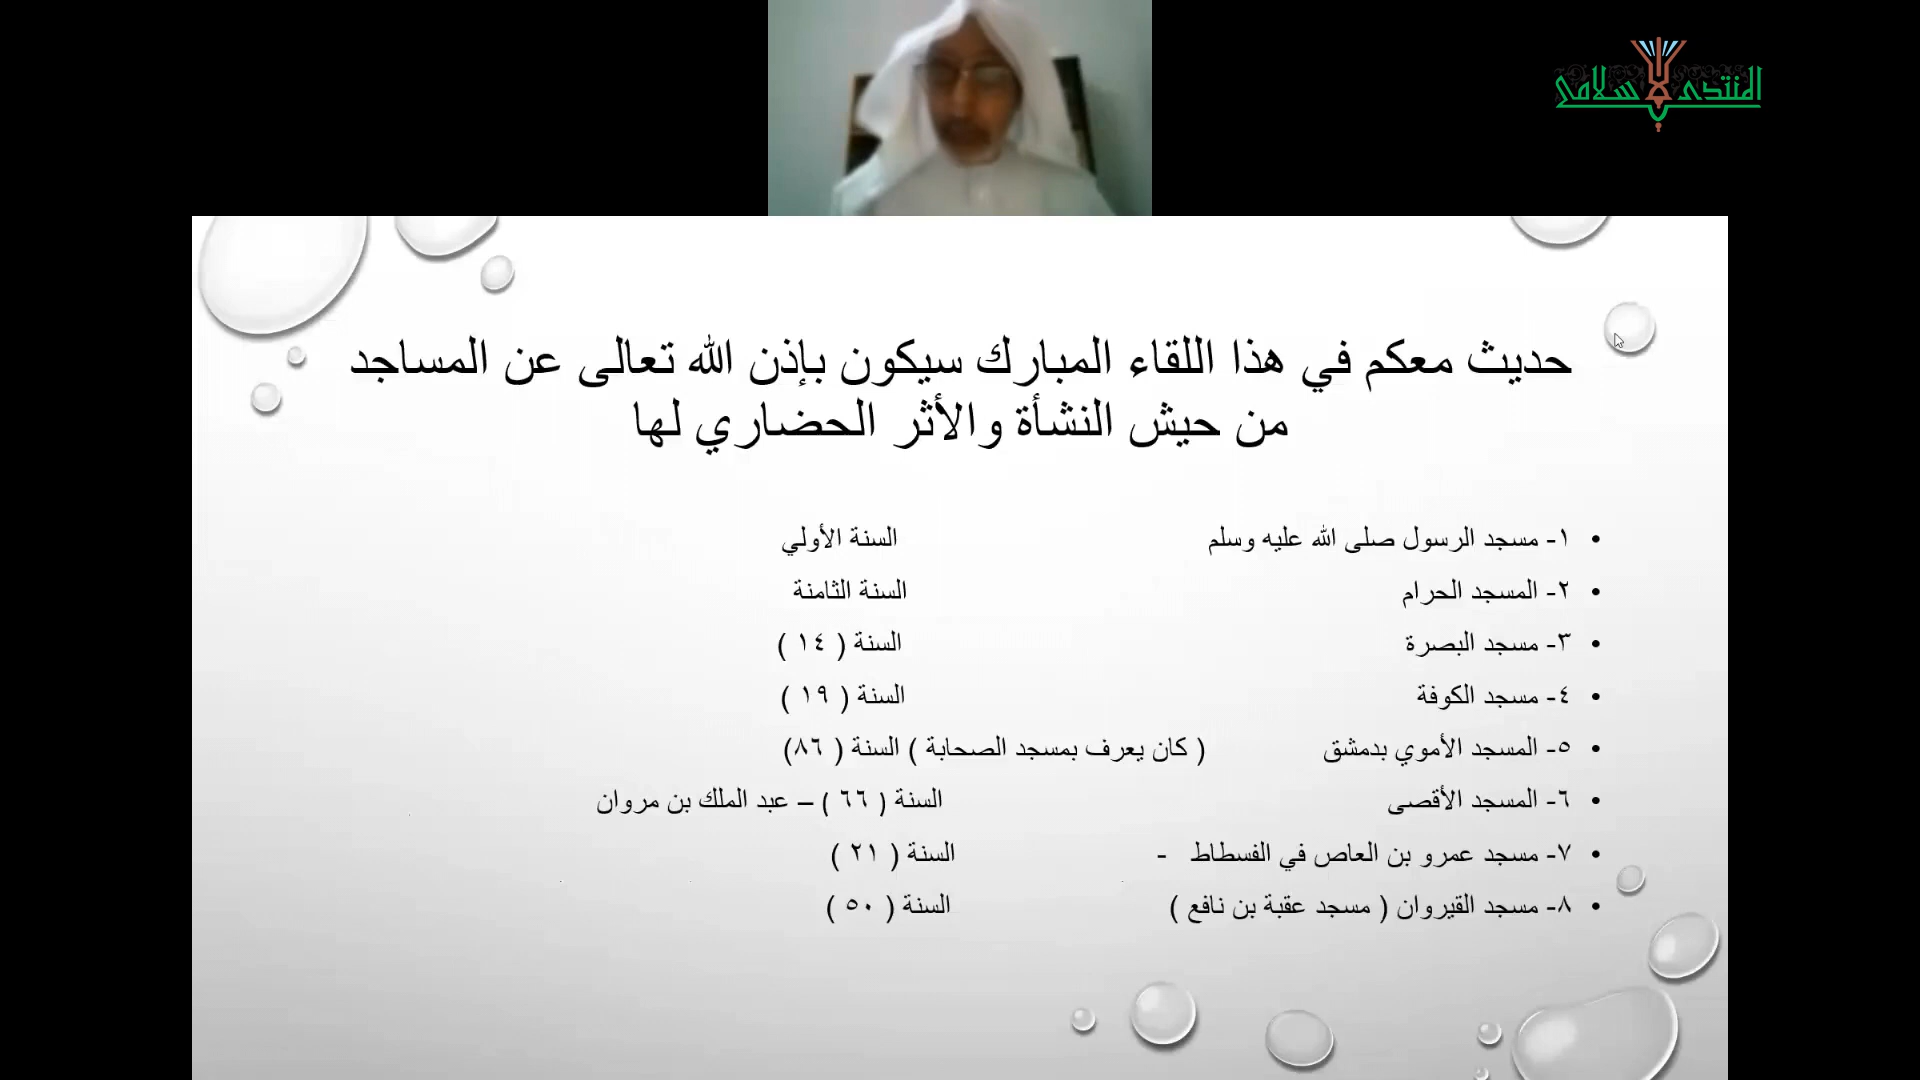 المنتدى الإسلامي
حديث معكم في هذا اللقاء المبارك سيكون بإذن الله تعالى عن المساجد
من حيش النشأة والأثر الحضاري لها
• ١- مسجد الرسول صلى الله عليه وسلم السنة الأولي
• ٢- المسجد الحرام السنة الثامنة
• ٣- مسجد البصرة السنة ( ١٤ )
• ٤- مسجد الكوفة السنة ( ١٩ )
• ٥- المسجد الأموي بدمشق ( كان يعرف بمسجد الصحابة ) السنة ( ٨٦)
• ٦- المسجد الأقصى السنة ( ٦٦ ) – عبد الملك بن مروان
• ٧- مسجد عمرو بن العاص في الفسطاط - السنة ( ٢١ )
• ٨- مسجد القيروان ( مسجد عقبة بن نافع ) السنة ( ٥٠ )